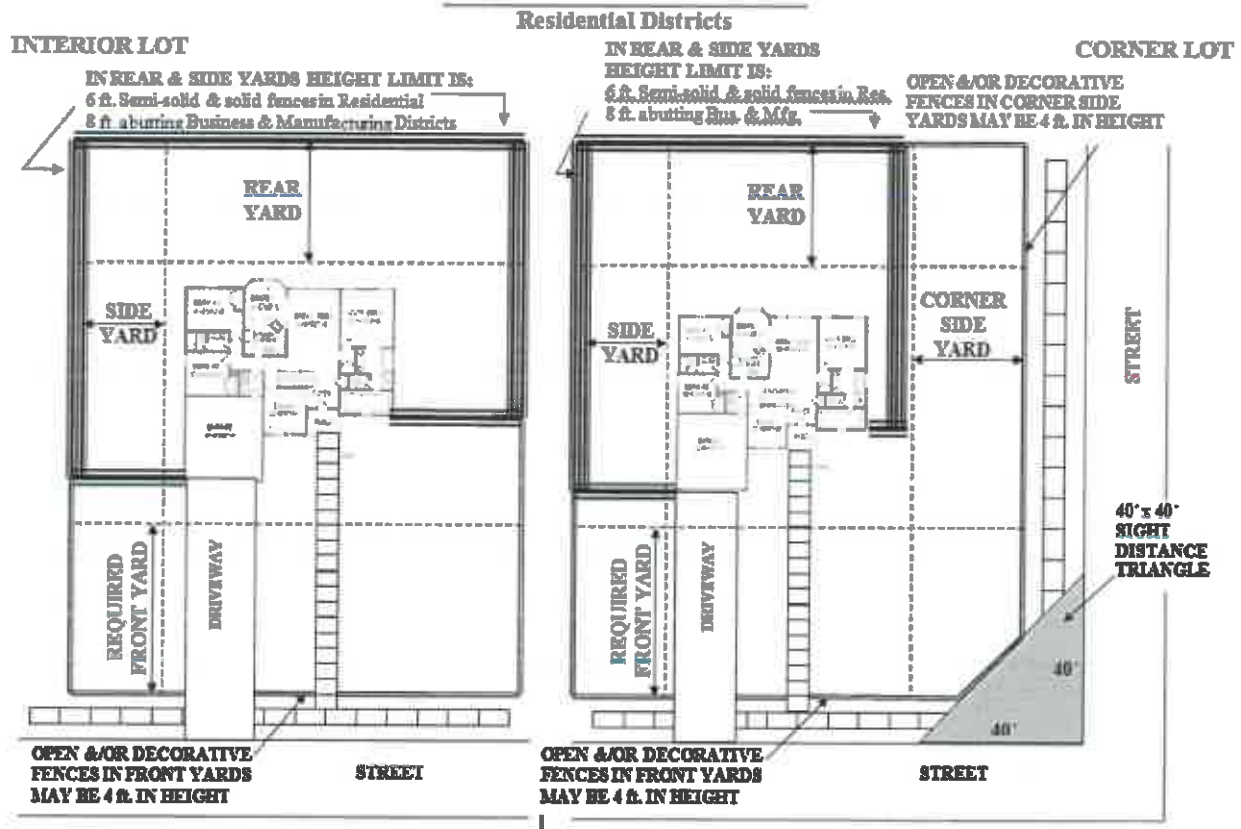 Residential Districts
INTERIOR LOT
IN REAR & SIDE YARDS HEIGHT LIMIT IS:
6 ft. Semi-solid & solid fences in Residential
8 ft. abutting Business & Manufacturing Districts
REAR
YARD
SIDE
YARD
REQUIRED
FRONT YARD
DRIVEWAY
OPEN &/OR DECORATIVE
FENCES IN FRONT YARDS
MAY BE 4 ft. IN HEIGHT
STREET
CORNER LOT
IN REAR & SIDE YARDS
HEIGHT LIMIT IS:
6 ft. Semi-solid & solid fences in Res.
8 ft. abutting Bus. & Mfg.
OPEN &/OR DECORATIVE
FENCES IN CORNER SIDE
YARDS MAY BE 4 ft. IN HEIGHT
REAR
YARD
SIDE
YARD
CORNER
SIDE
YARD
STREET
40' x 40'
SIGHT
DISTANCE
TRIANGLE
REQUIRED
FRONT YARD
DRIVEWAY
40'
40'
OPEN &/OR DECORATIVE
FENCES IN FRONT YARDS
MAY BE 4 ft. IN HEIGHT
STREET